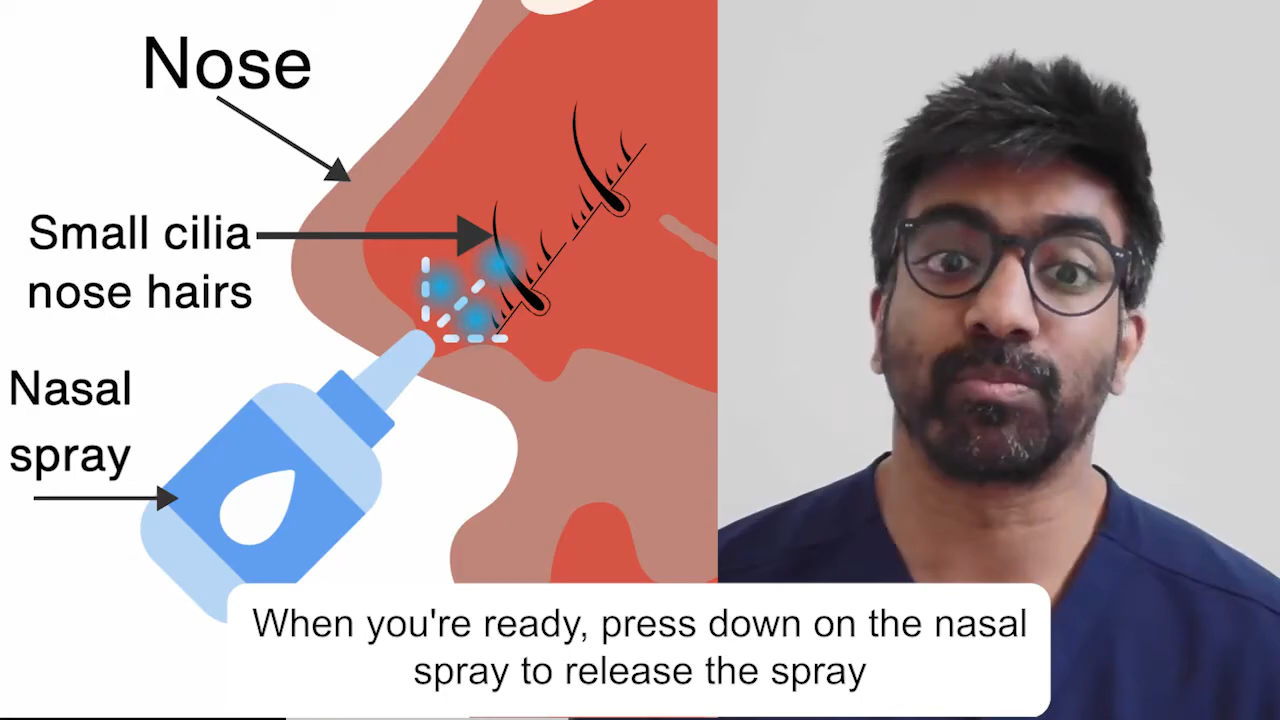 Nose
Small cilia
nose hairs
Nasal
spray
When you're ready, press down on the nasal
spray to release the spray